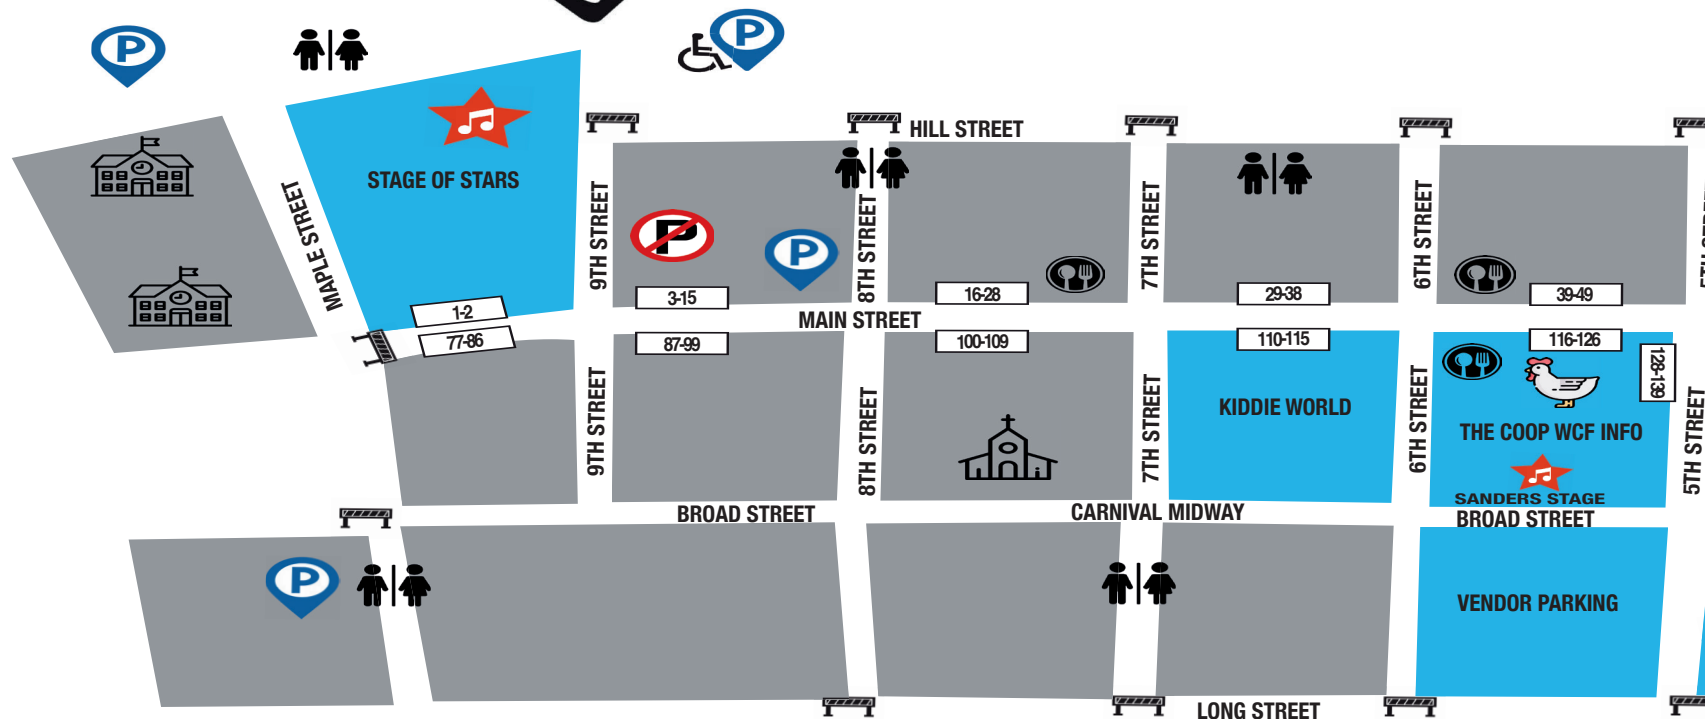 P
P
HILL STREET
STAGE OF STARS
MAPLE STREET
9TH STREET
P
P
8TH STREET
7TH STREET
6TH STREET
5TH STREET
1-2
3-15
16-28
29-38
39-49
MAIN STREET
77-86
87-99
100-109
110-115
116-126
128-139
9TH STREET
8TH STREET
7TH STREET
KIDDIE WORLD
6TH STREET
THE COOP WCF INFO
SANDERS STAGE
5TH STREET
BROAD STREET
CARNIVAL MIDWAY
BROAD STREET
P
VENDOR PARKING
LONG STREET